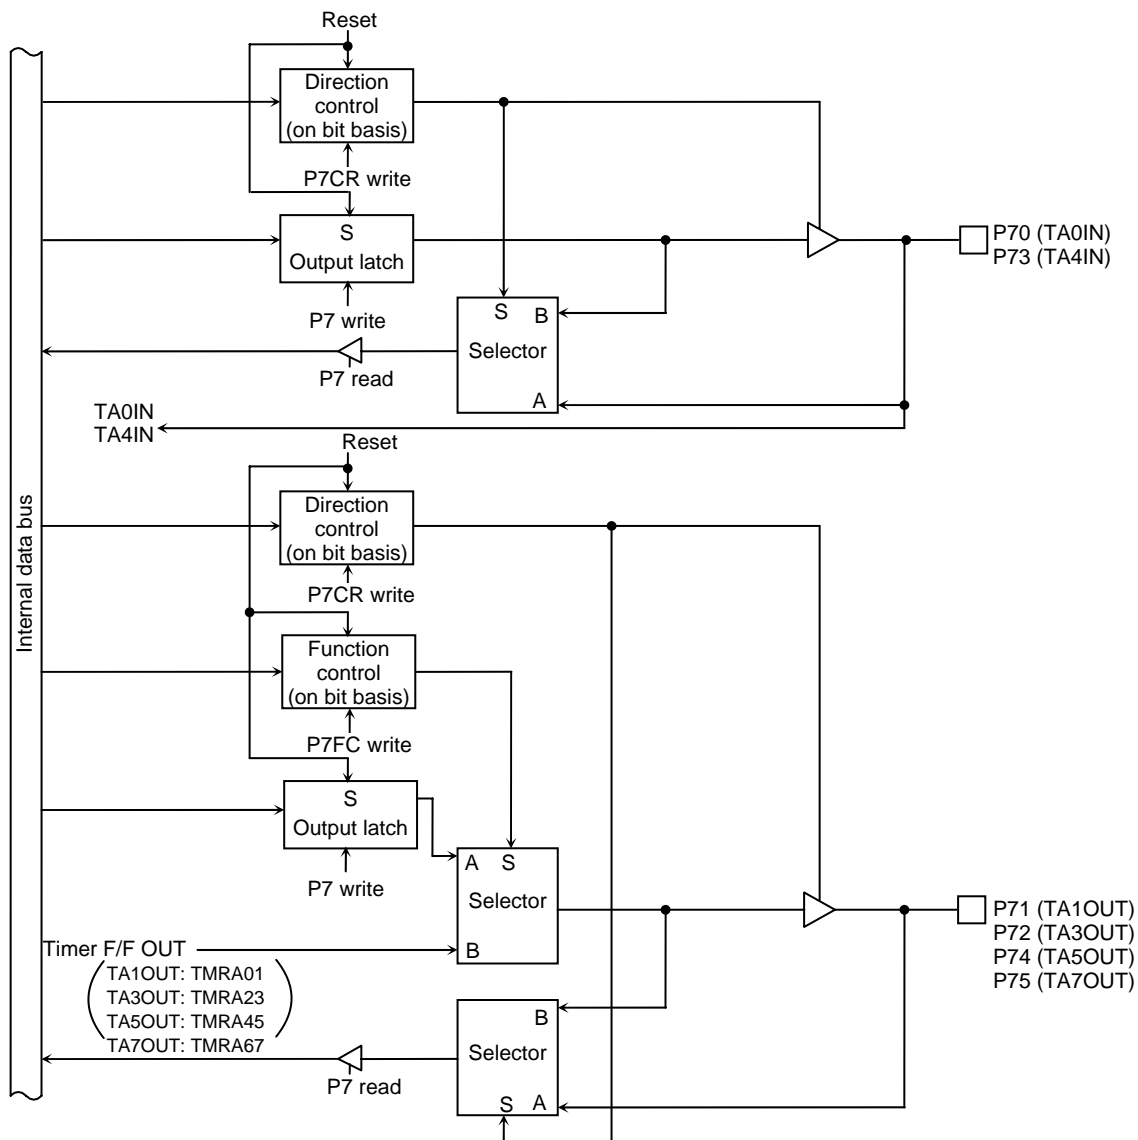 Reset
Direction
control
(on bit basis)
P7CR write
S
Output latch
P7 write
S
B
Selector
A
P7 read
P70 (TA0IN)
P73 (TA4IN)
TA0IN
TA4IN
Internal data bus
Reset
Direction
control
(on bit basis)
P7CR write
Function
control
(on bit basis)
P7FC write
S
Output latch
P7 write
A
S
Selector
B
Timer F/F OUT
TA1OUT: TMRA01
TA3OUT: TMRA23
TA5OUT: TMRA45
TA7OUT: TMRA67
B
Selector
S
A
P7 read
P71 (TA1OUT)
P72 (TA3OUT)
P74 (TA5OUT)
P75 (TA7OUT)